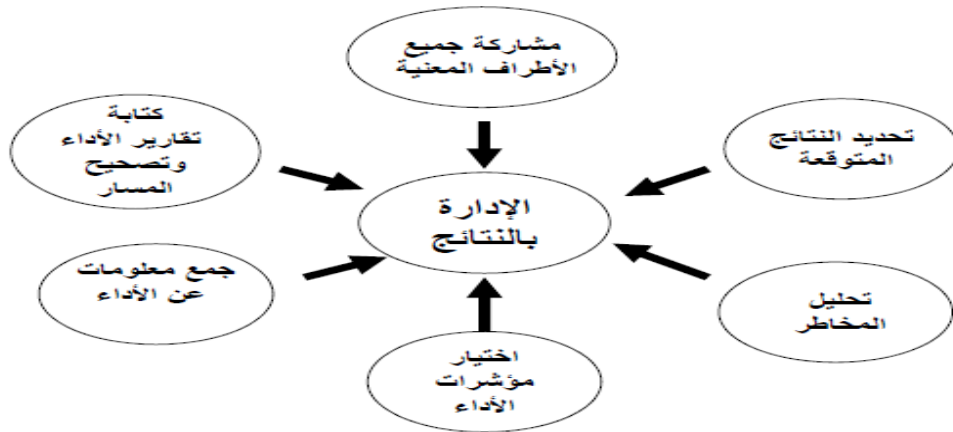 مشاركة جميع
الأطراف المعنية
تحديد النتائج
المتوقعة
تحليل
المخاطر
اختيار
مؤشرات
الأداء
جمع معلومات
عن الأداء
كتابة
تقارير الأداء
وتصحيح
المسار
الإدارة
بالنتائج